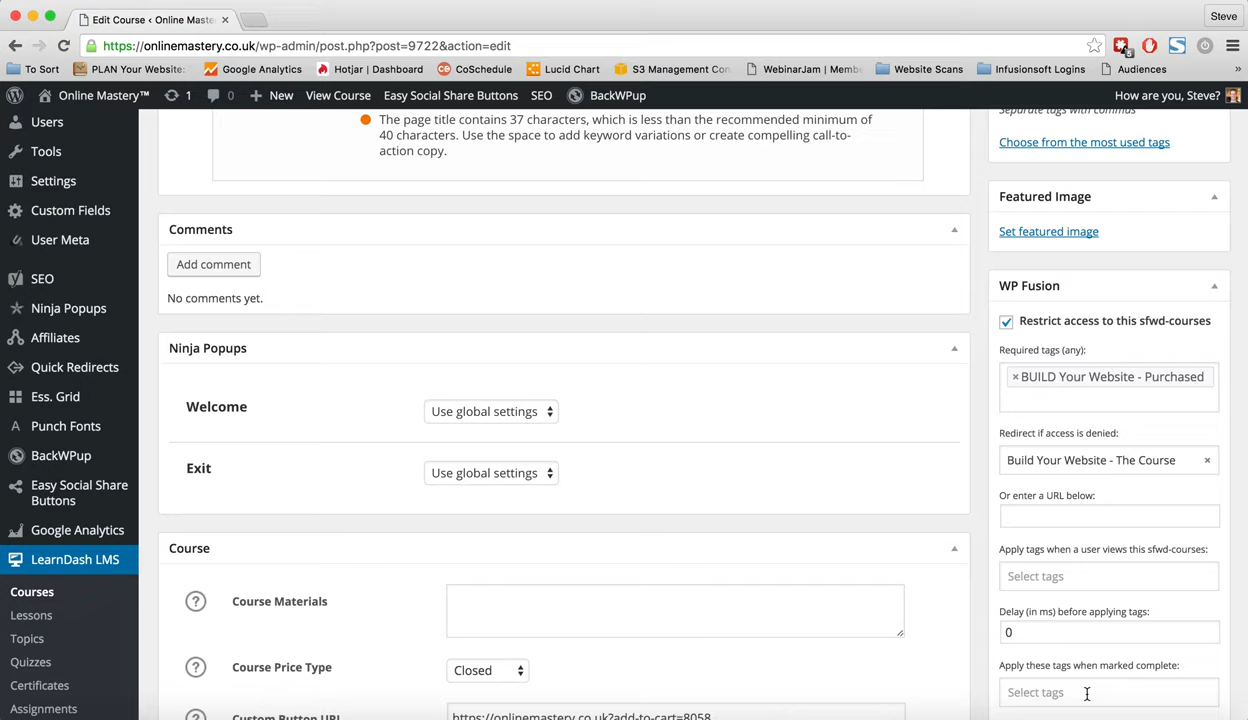 Edit Course ‹ Online Master
Steve
https://onlinemastery.co.uk/wp-admin/post.php?post=9722&action=edit
To Sort
PLAN Your Website:
Google Analytics
Hotjar | Dashboard
CoSchedule
Lucid Chart
S3 Management Con
WebinarJam | Memb
Website Scans
Infusionsoft Logins
Audiences
»
Online Mastery™
1
0
New
View Course
Easy Social Share Buttons
SEO
BackWPup
How are you, Steve?
Users
Tools
Settings
Custom Fields
User Meta
SEO
Ninja Popups
Affiliates
Quick Redirects
Ess. Grid
Punch Fonts
BackWPup
Easy Social Share
Buttons
Google Analytics
LearnDash LMS
Courses
Lessons
Topics
Quizzes
Certificates
Assignments
The page title contains 37 characters, which is less than the recommended minimum of
40 characters. Use the space to add keyword variations or create compelling call-to-
action copy.
Comments
Add comment
No comments yet.
Ninja Popups
Welcome
Use global settings
Exit
Use global settings
Course
Course Materials
Course Price Type
Closed
Custom Button URL
https://onlinemastery.co.uk?add-to-cart=8058
Separate tags with commas
Choose from the most used tags
Featured Image
Set featured image
WP Fusion
Restrict access to this sfwd-courses
Required tags (any):
×BUILD Your Website - Purchased
Redirect if access is denied:
Build Your Website - The Course ×
Or enter a URL below:
Apply tags when a user views this sfwd-courses:
Select tags
Delay (in ms) before applying tags:
0
Apply these tags when marked complete:
Select tags